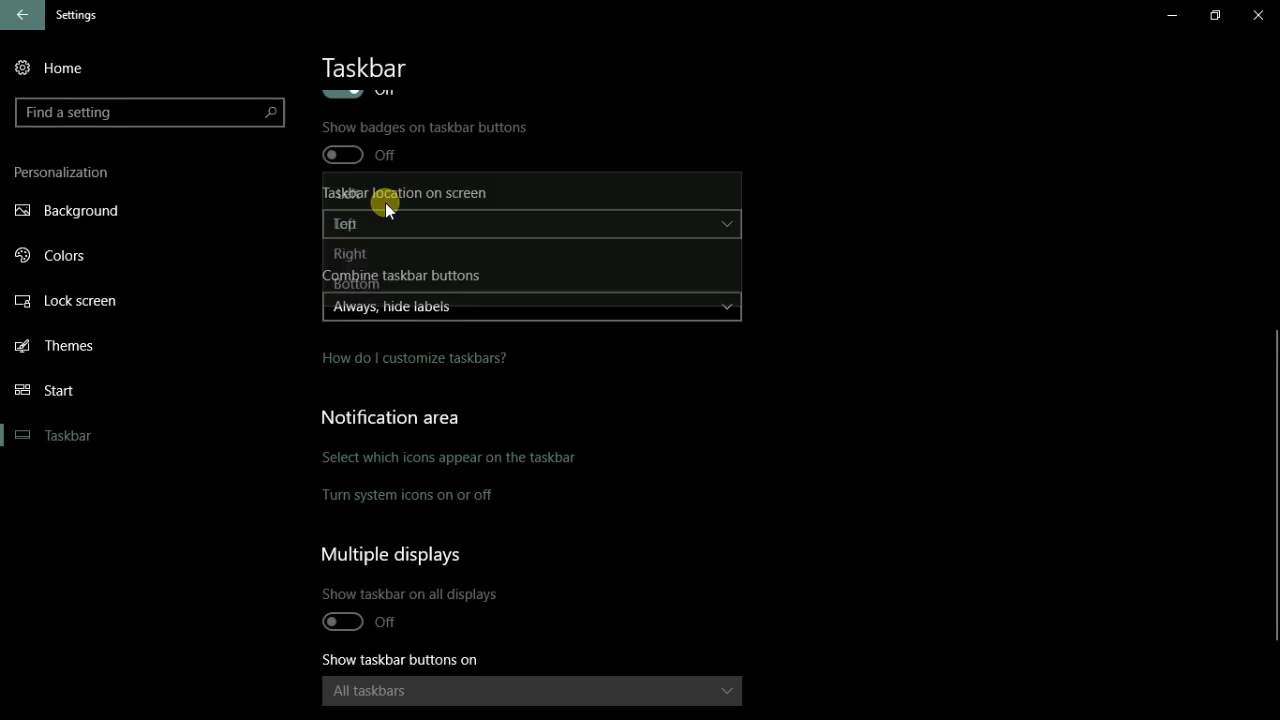 Settings
Home
Find a setting
Personalization
Background
Colors
Lock screen
Themes
Start
Taskbar
Taskbar
Show badges on taskbar buttons
Off
Taskbar location on screen
Top
Right
Bottom
Combine taskbar buttons
Always, hide labels
How do I customize taskbars?
Notification area
Select which icons appear on the taskbar
Turn system icons on or off
Multiple displays
Show taskbar on all displays
Off
Show taskbar buttons on
All taskbars